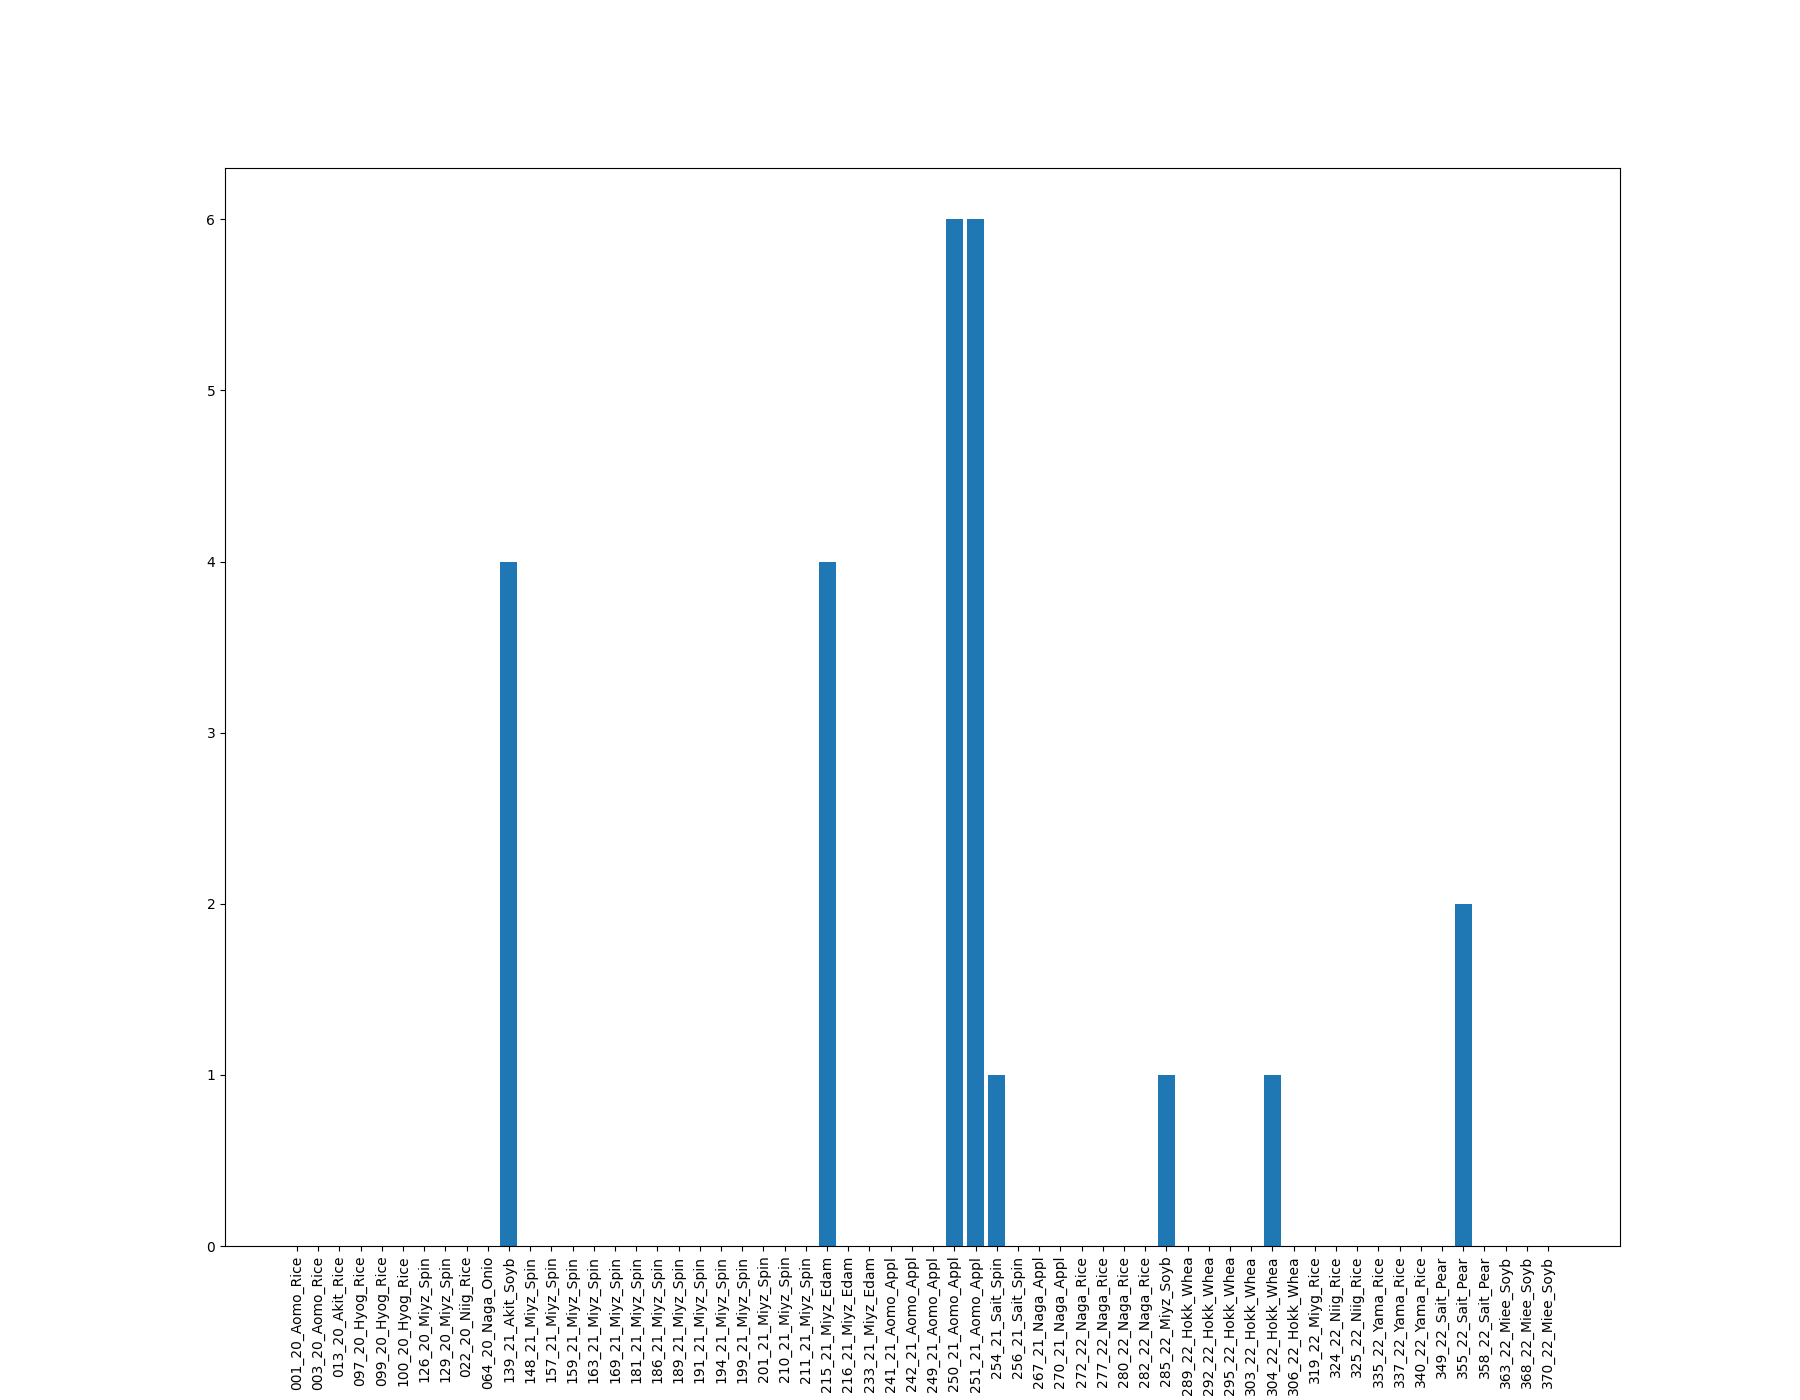 6
5
4
3
2
1
0
001_20_Aomo_Rice
003_20_Aomo_Rice
013_20_Akit_Rice
097_20_Hyog_Rice
099_20_Hyog_Rice
100_20_Hyog_Rice
126_20_Miyz_Spin
129_20_Miyz_Spin
022_20_Niig_Rice
064_20_Naga_Onio
139_21_Akit_Soyb
148_21_Miyz_Spin
157_21_Miyz_Spin
159_21_Miyz_Spin
163_21_Miyz_Spin
169_21_Miyz_Spin
181_21_Miyz_Spin
186_21_Miyz_Spin
189_21_Miyz_Spin
191_21_Miyz_Spin
194_21_Miyz_Spin
199_21_Miyz_Spin
201_21_Miyz_Spin
210_21_Miyz_Spin
211_21_Miyz_Spin
215_21_Miyz_Edam
216_21_Miyz_Edam
233_21_Miyz_Edam
241_21_Aomo_Appl
242_21_Aomo_Appl
249_21_Aomo_Appl
250_21_Aomo_Appl
251_21_Aomo_Appl
254_21_Sait_Spin
256_21_Sait_Spin
267_21_Naga_Appl
270_21_Naga_Appl
272_22_Naga_Rice
277_22_Naga_Rice
280_22_Naga_Rice
282_22_Naga_Rice
285_22_Miyz_Soyb
289_22_Hokk_Whea
292_22_Hokk_Whea
295_22_Hokk_Whea
303_22_Hokk_Whea
304_22_Hokk_Whea
306_22_Hokk_Whea
319_22_Miyg_Rice
324_22_Niig_Rice
325_22_Niig_Rice
335_22_Yama_Rice
337_22_Yama_Rice
340_22_Yama_Rice
349_22_Sait_Pear
355_22_Sait_Pear
358_22_Sait_Pear
363_22_Miee_Soyb
368_22_Miee_Soyb
370_22_Miee_Soyb